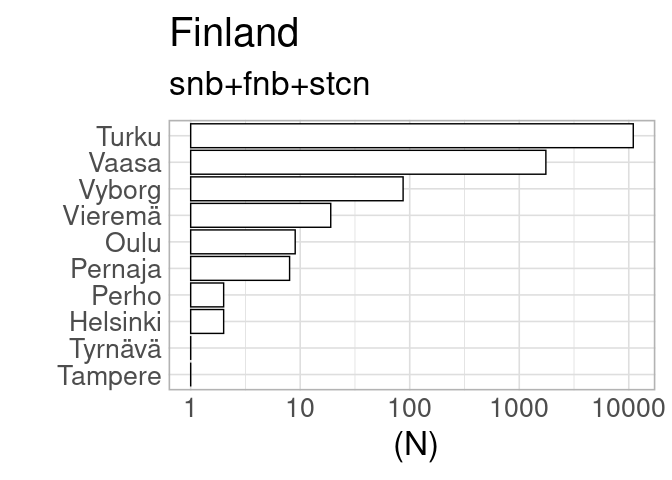 Finland
snb+fnb+stcn
Turku
Vaasa
Vyborg
Vieremä
Oulu
Pernaja
Perho
Helsinki
Tyrnävä
Tampere
1 10 100 1000 10000
(N)